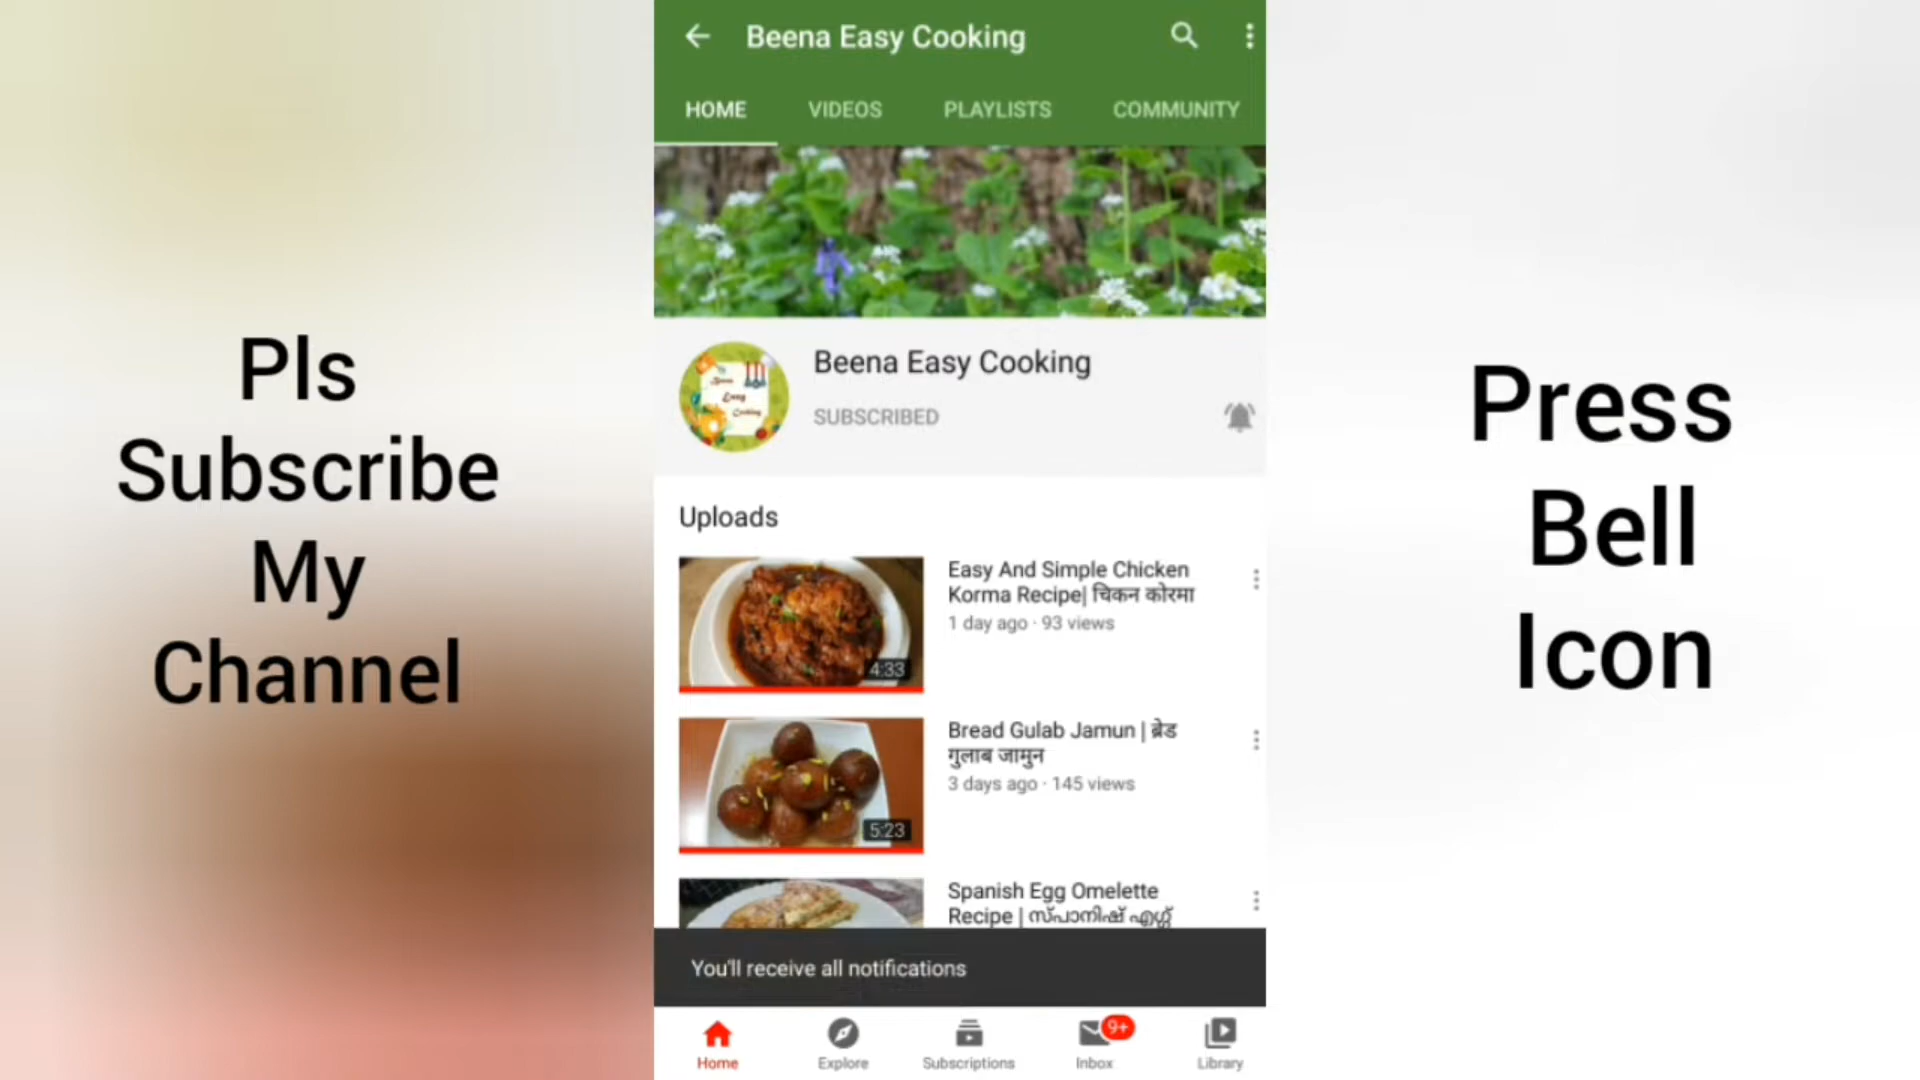 Pls
Subscribe
My
Channel
Beena Easy Cooking
HOME VIDEOS PLAYLISTS COMMUNITY
Beena Easy Cooking
SUBSCRIBED
Uploads
Easy And Simple Chicken
Korma Recipe| चिकन कोरमा
1 day ago · 93 views
4:33
Bread Gulab Jamun | ब्रेड
गुलाब जामुन
3 days ago · 145 views
5:23
Spanish Egg Omelette
Recipe | സ്പാനിഷ് എഗ്ഗ്
You'll receive all notifications
9+
Home Explore Subscriptions Inbox Library
Press
Bell
Icon